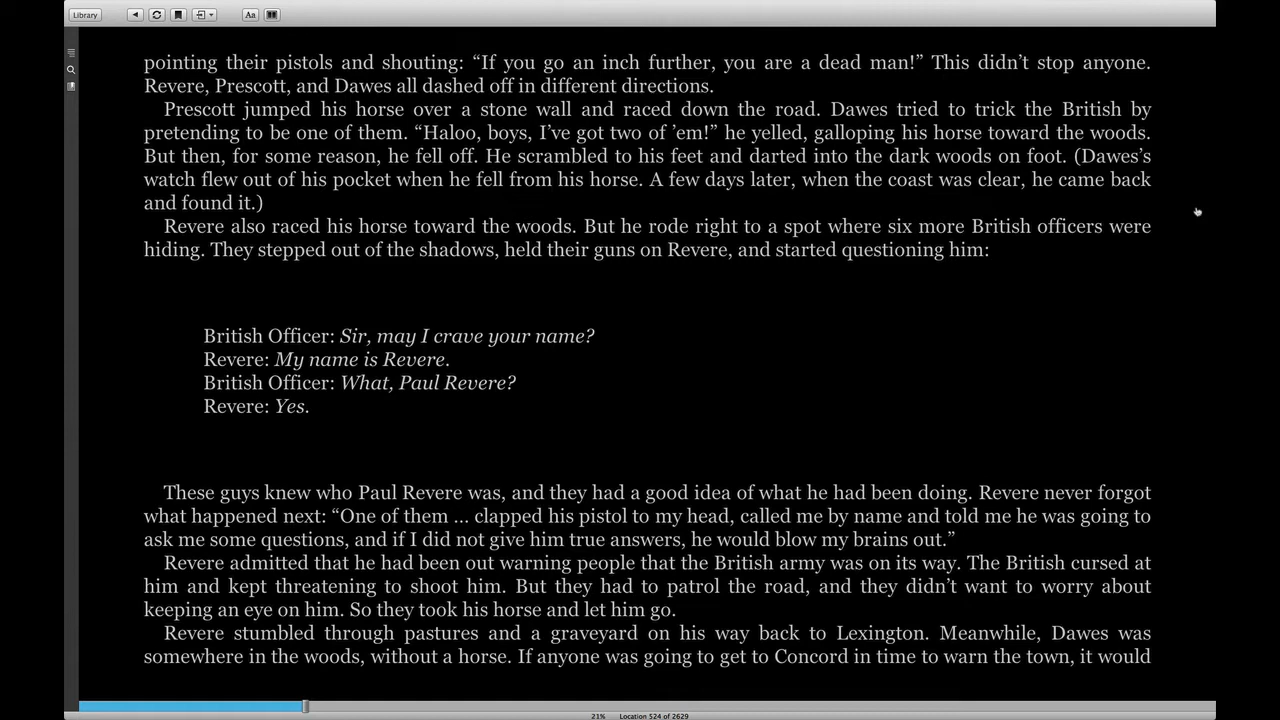 Library
Aa
pointing their pistols and shouting: “If you go an inch further, you are a dead man!” This didn’t stop anyone.
Revere, Prescott, and Dawes all dashed off in different directions.
Prescott jumped his horse over a stone wall and raced down the road. Dawes tried to trick the British by
pretending to be one of them. “Haloo, boys, I’ve got two of ’em!” he yelled, galloping his horse toward the woods.
But then, for some reason, he fell off. He scrambled to his feet and darted into the dark woods on foot. (Dawes’s
watch flew out of his pocket when he fell from his horse. A few days later, when the coast was clear, he came back
and found it.)
Revere also raced his horse toward the woods. But he rode right to a spot where six more British officers were
hiding. They stepped out of the shadows, held their guns on Revere, and started questioning him:
British Officer: Sir, may I crave your name?
Revere: My name is Revere.
British Officer: What, Paul Revere?
Revere: Yes.
These guys knew who Paul Revere was, and they had a good idea of what he had been doing. Revere never forgot
what happened next: “One of them ... clapped his pistol to my head, called me by name and told me he was going to
ask me some questions, and if I did not give him true answers, he would blow my brains out.”
Revere admitted that he had been out warning people that the British army was on its way. The British cursed at
him and kept threatening to shoot him. But they had to patrol the road, and they didn’t want to worry about
keeping an eye on him. So they took his horse and let him go.
Revere stumbled through pastures and a graveyard on his way back to Lexington. Meanwhile, Dawes was
somewhere in the woods, without a horse. If anyone was going to get to Concord in time to warn the town, it would
21% Location 524 of 2629